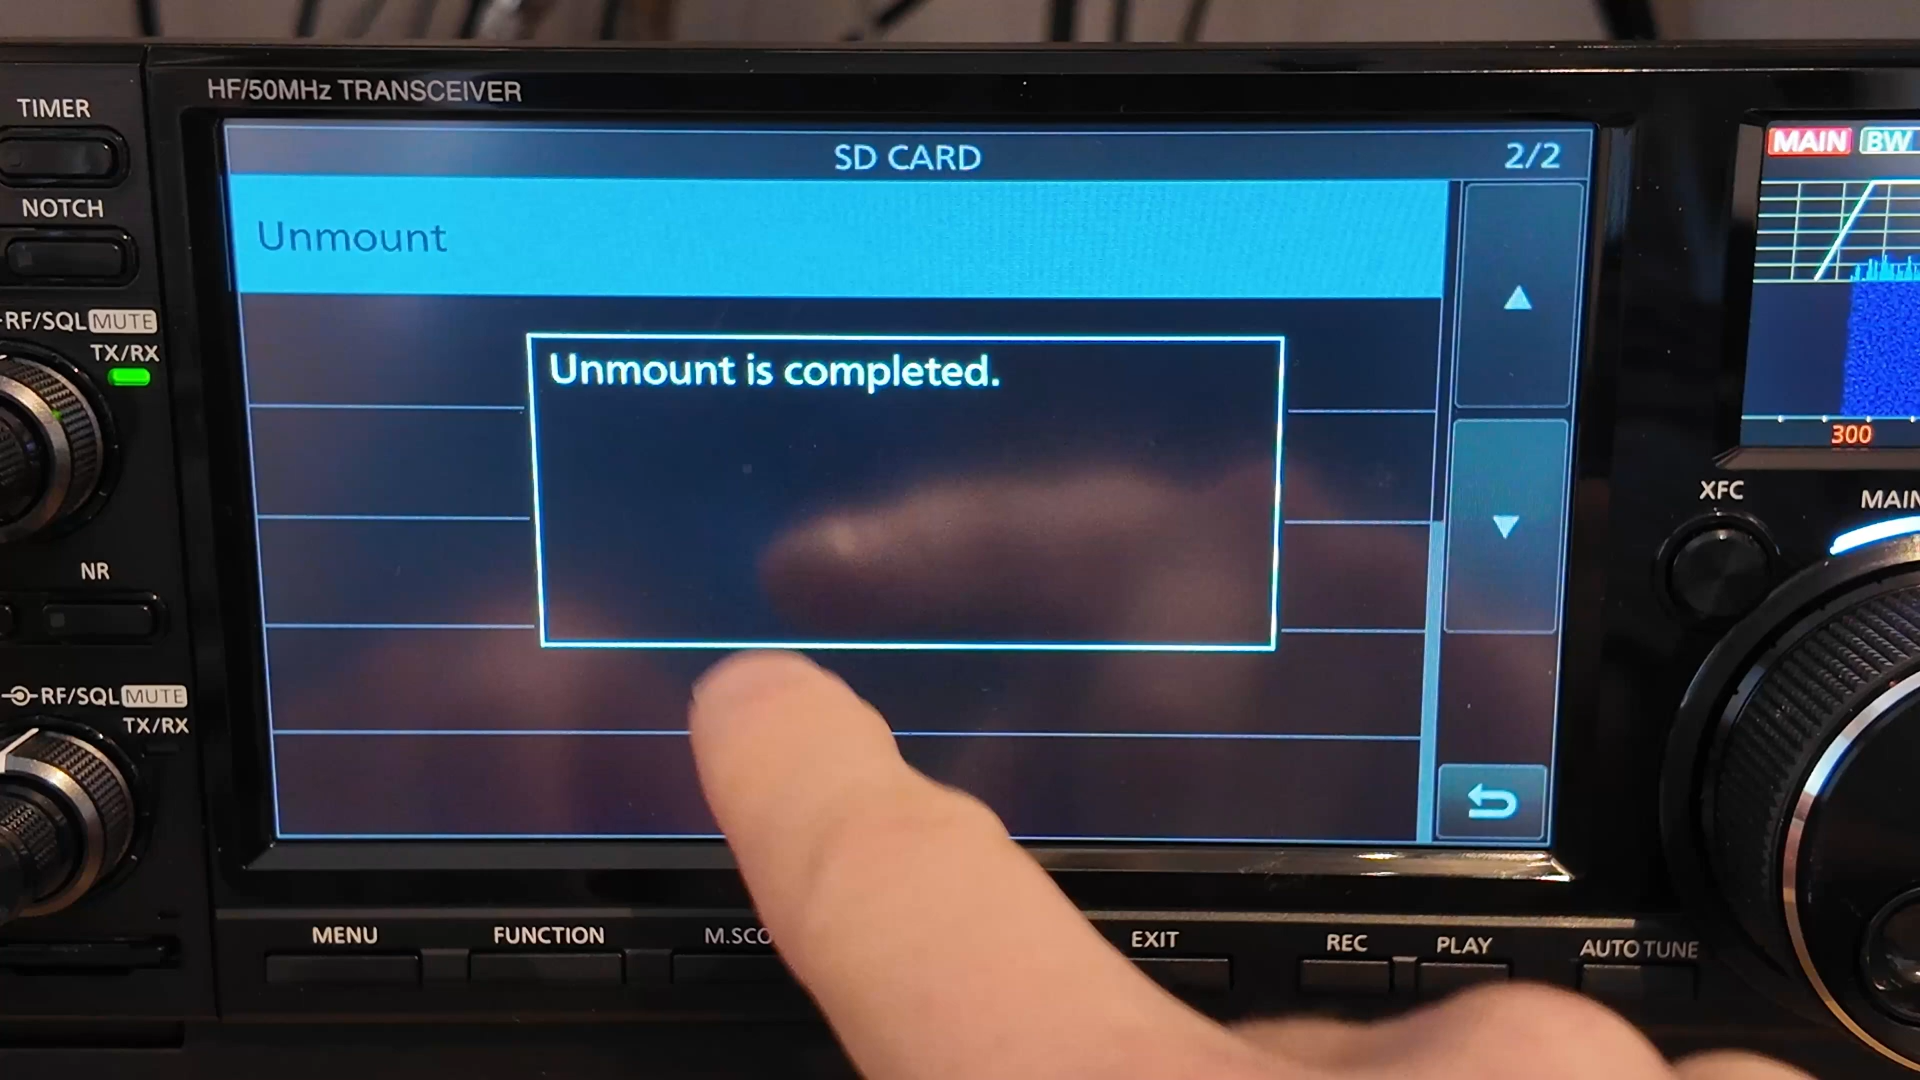 HF/50MHz TRANSCEIVER
TIMER
NOTCH
RF/SQL MUTE
TX/RX
NR
RF/SQL MUTE
TX/RX
SD CARD 2/2
Unmount
Unmount is completed.
MAIN BW
300
XFC
MAIN
MENU FUNCTION M.SCO EXIT REC PLAY AUTO TUNE